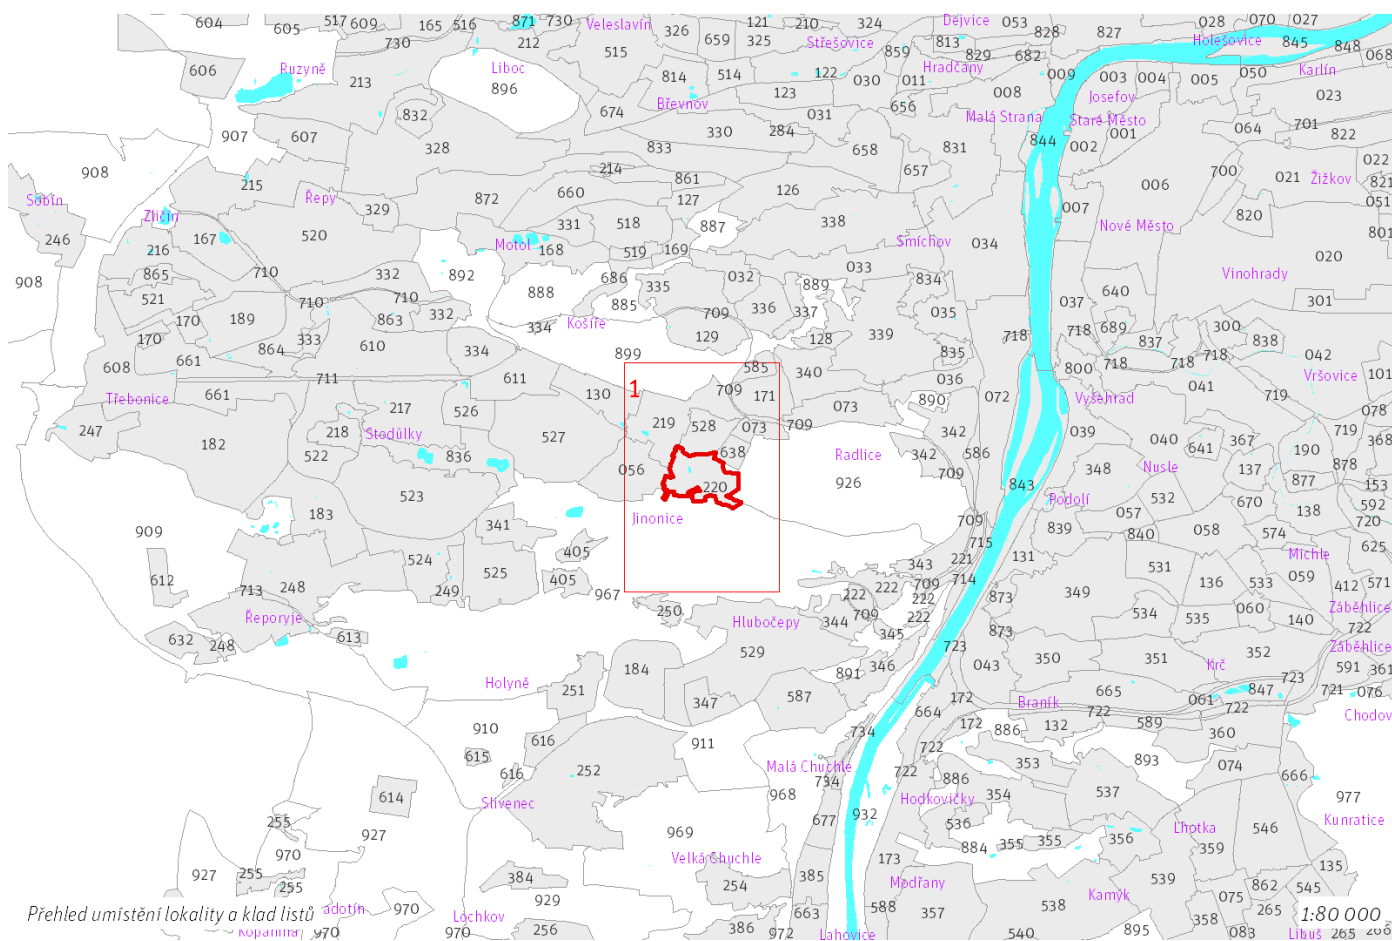 604 605 517 609 165 516 871 730 Veleslavín 326 659 121 210 324 Dejvice 053 028 070 027
730 212 515 325 Střešovice 859 813 829 828 827 Holešovice 845 848 068
606 Ruzyně 213 Liboc 896 814 514 122 030 011 Hradčany 682 009 003 004 005 050 Karlín
Břevnov 123 656 008 Josefov 023
907 607 832 674 031 Malá Strana Staré Město 001 064 701 822
328 330 284 833 658 831 844 002
908 215 Řepy 214 861 657 022
Sobín 329 872 660 127 126 006 700 021 Žižkov 821
Zličín 331 518 887 338 007 820 051
246 216 167 520 Motol 168 519 169 Smíchov 034 Nové Město 801
908 865 710 332 892 686 032 033 834 Vinohrady 020
521 710 710 888 885 335 889 640 037 301
170 189 863 332 334 Košíře 709 336 337 035 718 718 689 300
170 333 129 128 339 837 838
608 661 864 610 334 899 585 340 835 718 718 718 042
711 611 1 709 171 036 800 041 Vršovice 101
Třebonice 661 217 526 130 890 072 Vyšehrad 719
247 218 Stodůlky 527 219 528 073 709 073 342 039 040 367 719 078
182 522 836 638 Radlice 342 586 348 Nusle 641 190 368
523 056 220 926 709 843 137 877 878 153
183 341 Jinonice Podolí 532 670 138 592
909 709 839 057 840 058 574 720
405 715 625
612 524 525 405 343 221 131 531 Michle
713 248 249 967 709 714 136 533 059 412 571
Řeporyje 250 222 222 222 873 349 534 535 060 Záběhlice
632 248 613 Hlubočepy 344 709 222 873 140 722
345 723 Záběhlice
184 529 891 346 043 350 351 Krč 352 591 361
Holyně 251 347 587 172 665 847 723 721 076
910 664 Braník 722 061 722 Chodov
615 616 911 734 172 886 132 589 360
616 252 Malá Chuchle 722 353 893 074 666
614 Slivenec 734 722 886 977
968 Hodkovičky 354 537
255 677 932 536 Lhotka 546 Kunratice
927 969 355 355 356
970 884 359
927 255 255 384 Velká Chuchle 173 135
254 385 Modřany Kamýk 539 862 545
Přehled umístění lokality a klad listů
970 Lochkov 929 663 588 357 538 075 265 1:80 000
358
970 970 256 386 972 Lahovice 540 895 083 Libuš 265